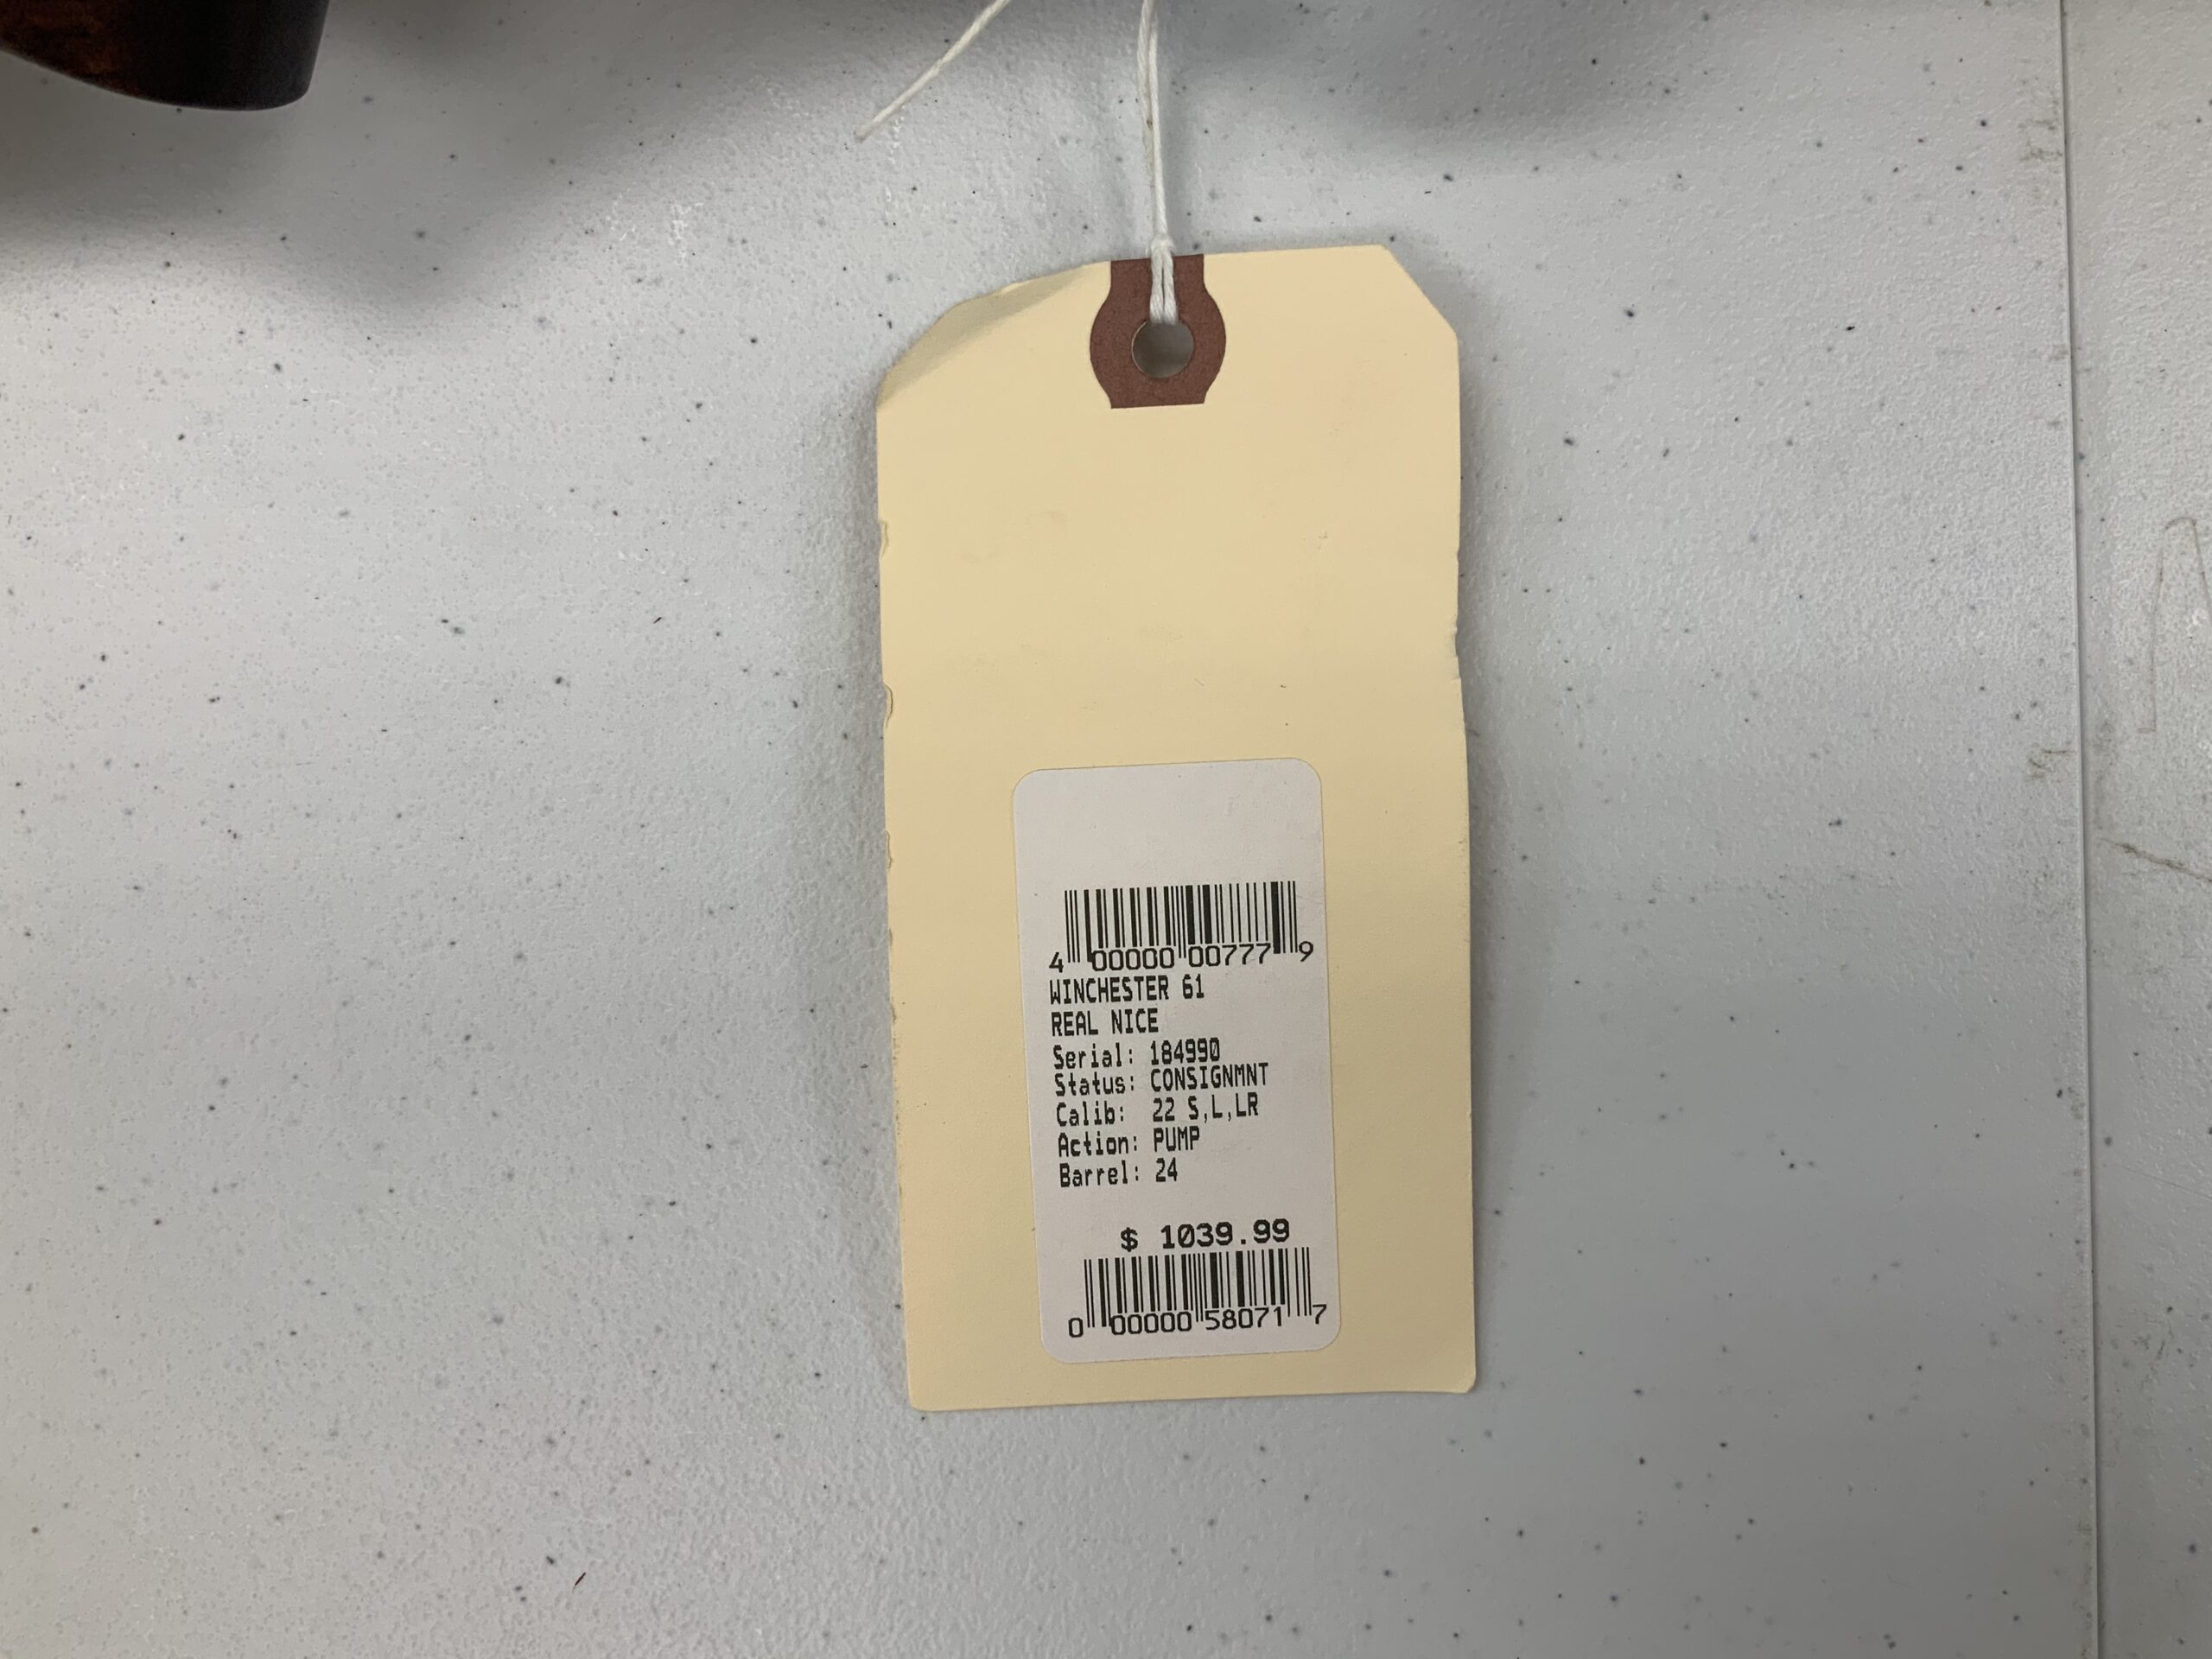 4 00000 00777 9
WINCHESTER 61
REAL NICE
Serial: 184990
Status: CONSIGNMNT
Calib: 22 S,L,LR
Action: PUMP
Barrel: 24
$ 1039.99
0 00000 58071 7